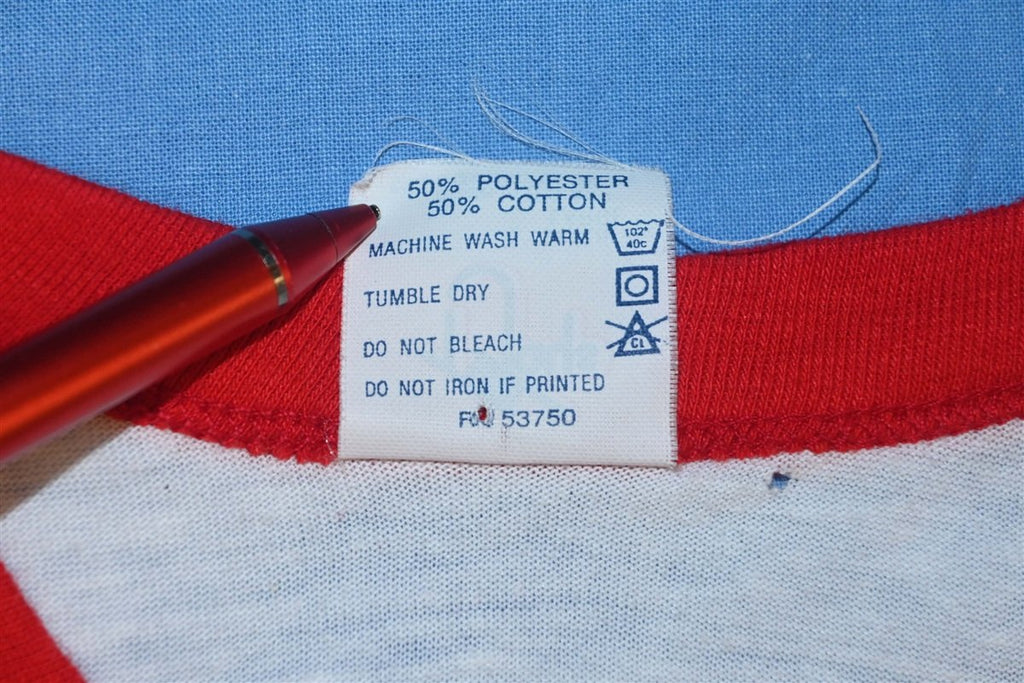 50% POLYESTER
50% COTTON
MACHINE WASH WARM
102°
40c
TUMBLE DRY
DO NOT BLEACH
CL
DO NOT IRON IF PRINTED
53750